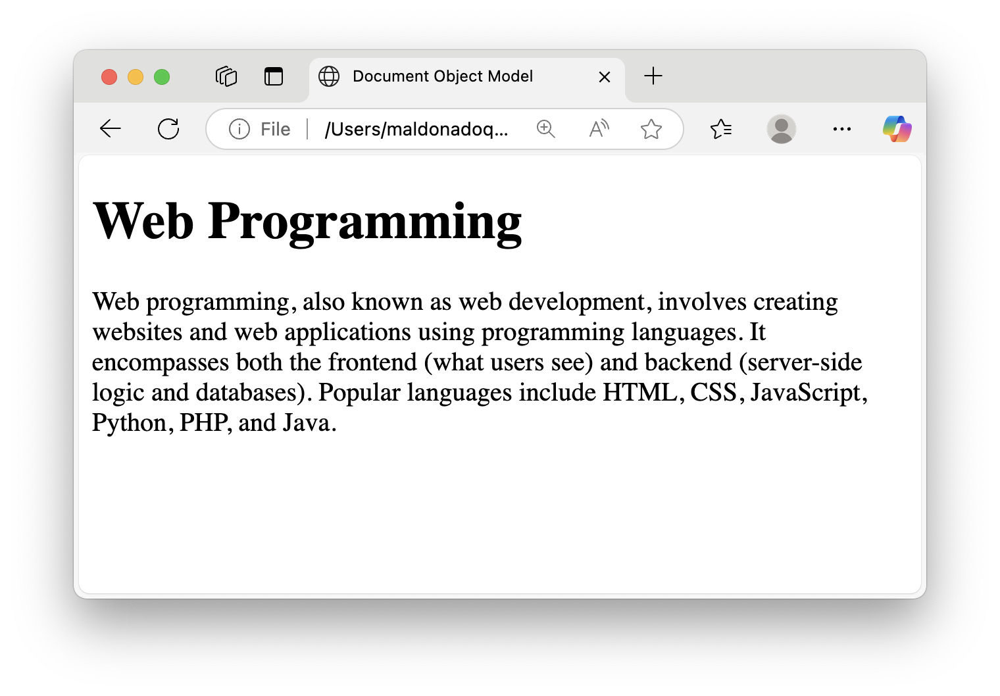 Document Object Model
File /Users/maldonadoq...
Web Programming
Web programming, also known as web development, involves creating
websites and web applications using programming languages. It
encompasses both the frontend (what users see) and backend (server-side
logic and databases). Popular languages include HTML, CSS, JavaScript,
Python, PHP, and Java.